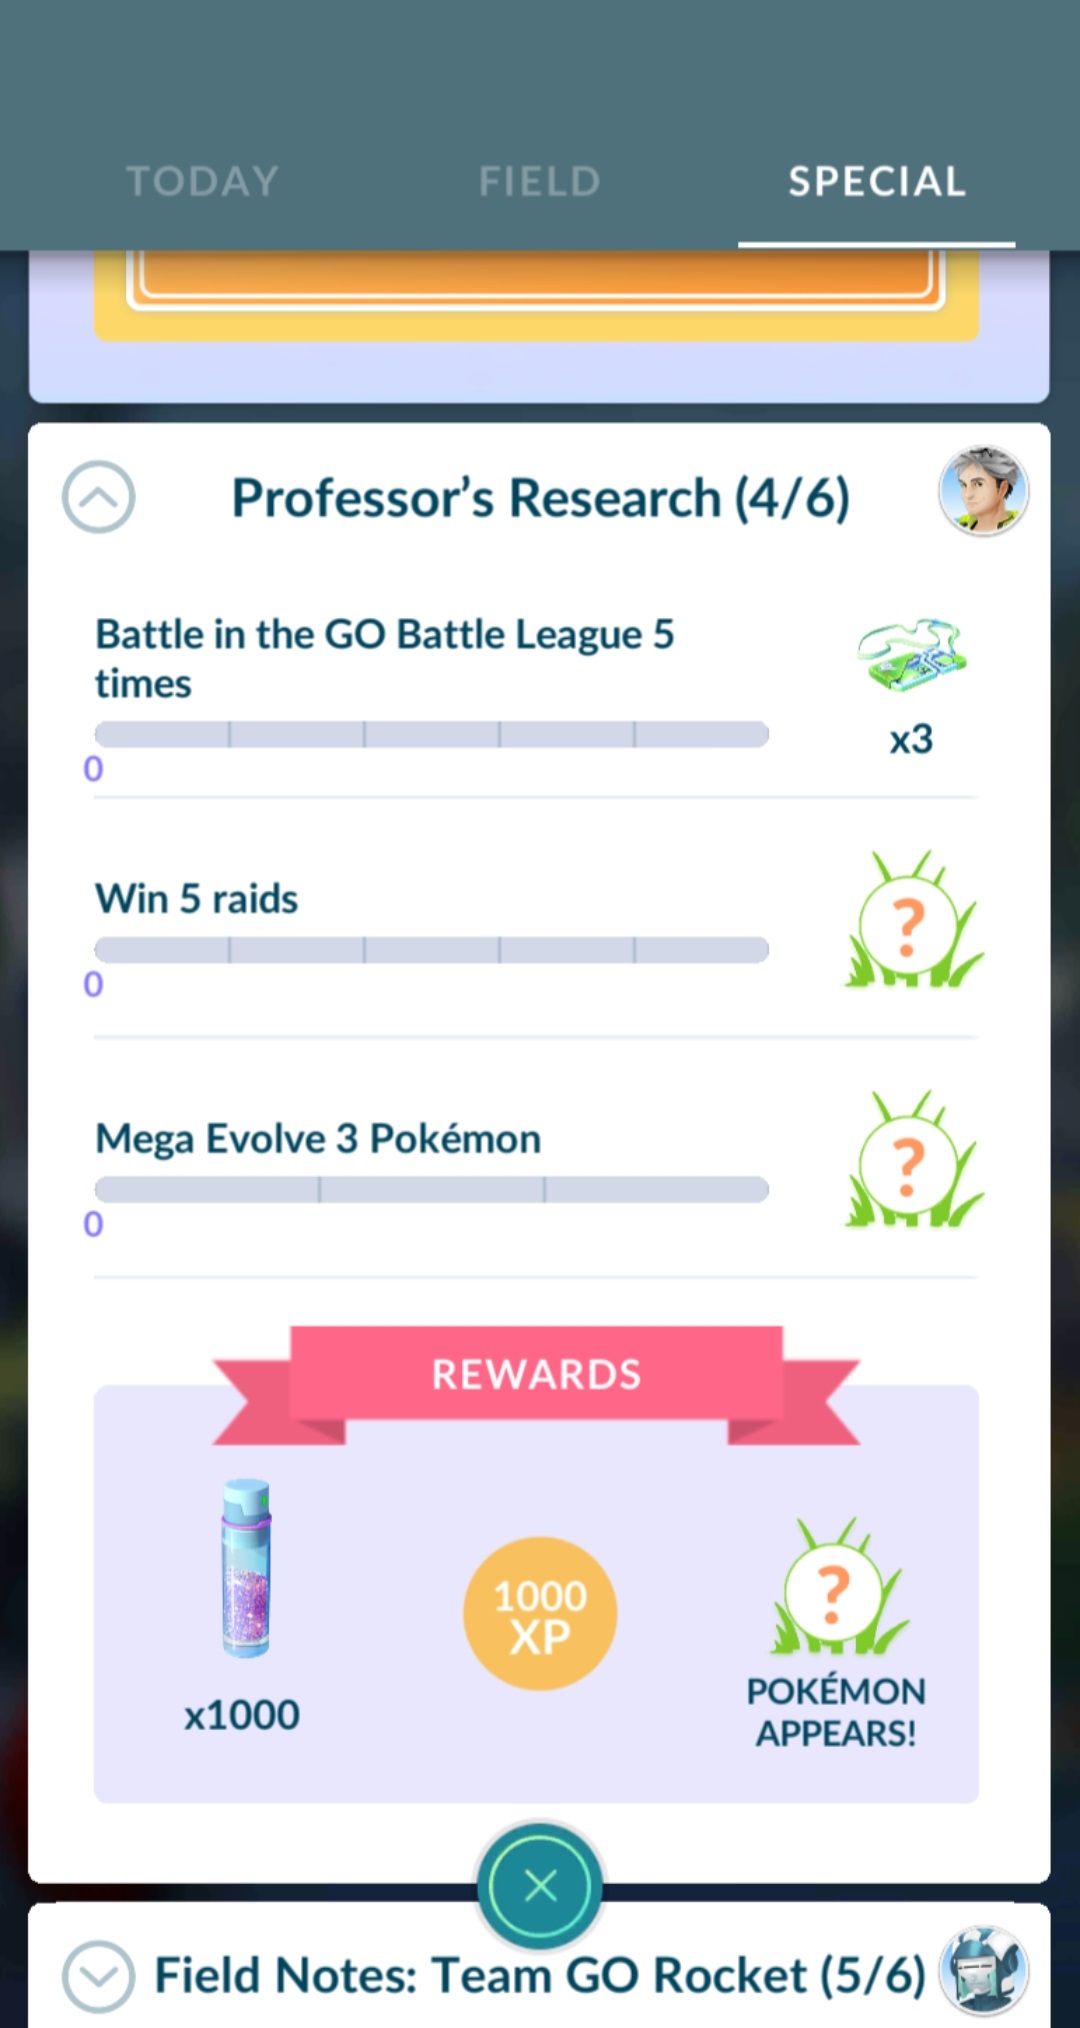 TODAY FIELD SPECIAL
Professor's Research (4/6)
Battle in the GO Battle League 5
times
x3
0
Win 5 raids
?
0
Mega Evolve 3 Pokémon
?
0
REWARDS
1000
XP
?
x1000
POKÉMON
APPEARS!
Field Notes: Team GO Rocket (5/6)